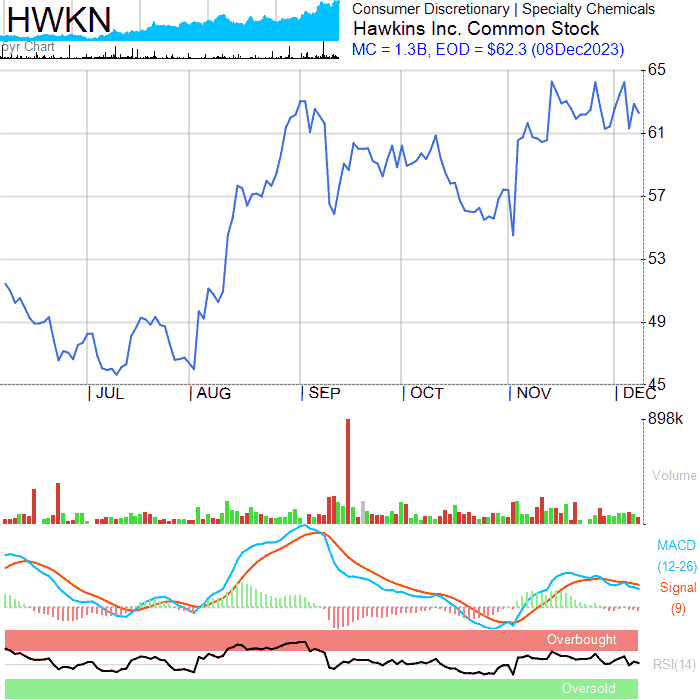 HWKN
Consumer Discretionary | Specialty Chemicals
Hawkins Inc. Common Stock
MC = 1.3B, EOD = $62.3 (08Dec2023)
5yr Chart
65
61
57
53
49
45
JUL AUG SEP OCT NOV DEC
898k
Volume
MACD
(12-26)
Signal
(9)
Overbought
RSI(14)
Oversold